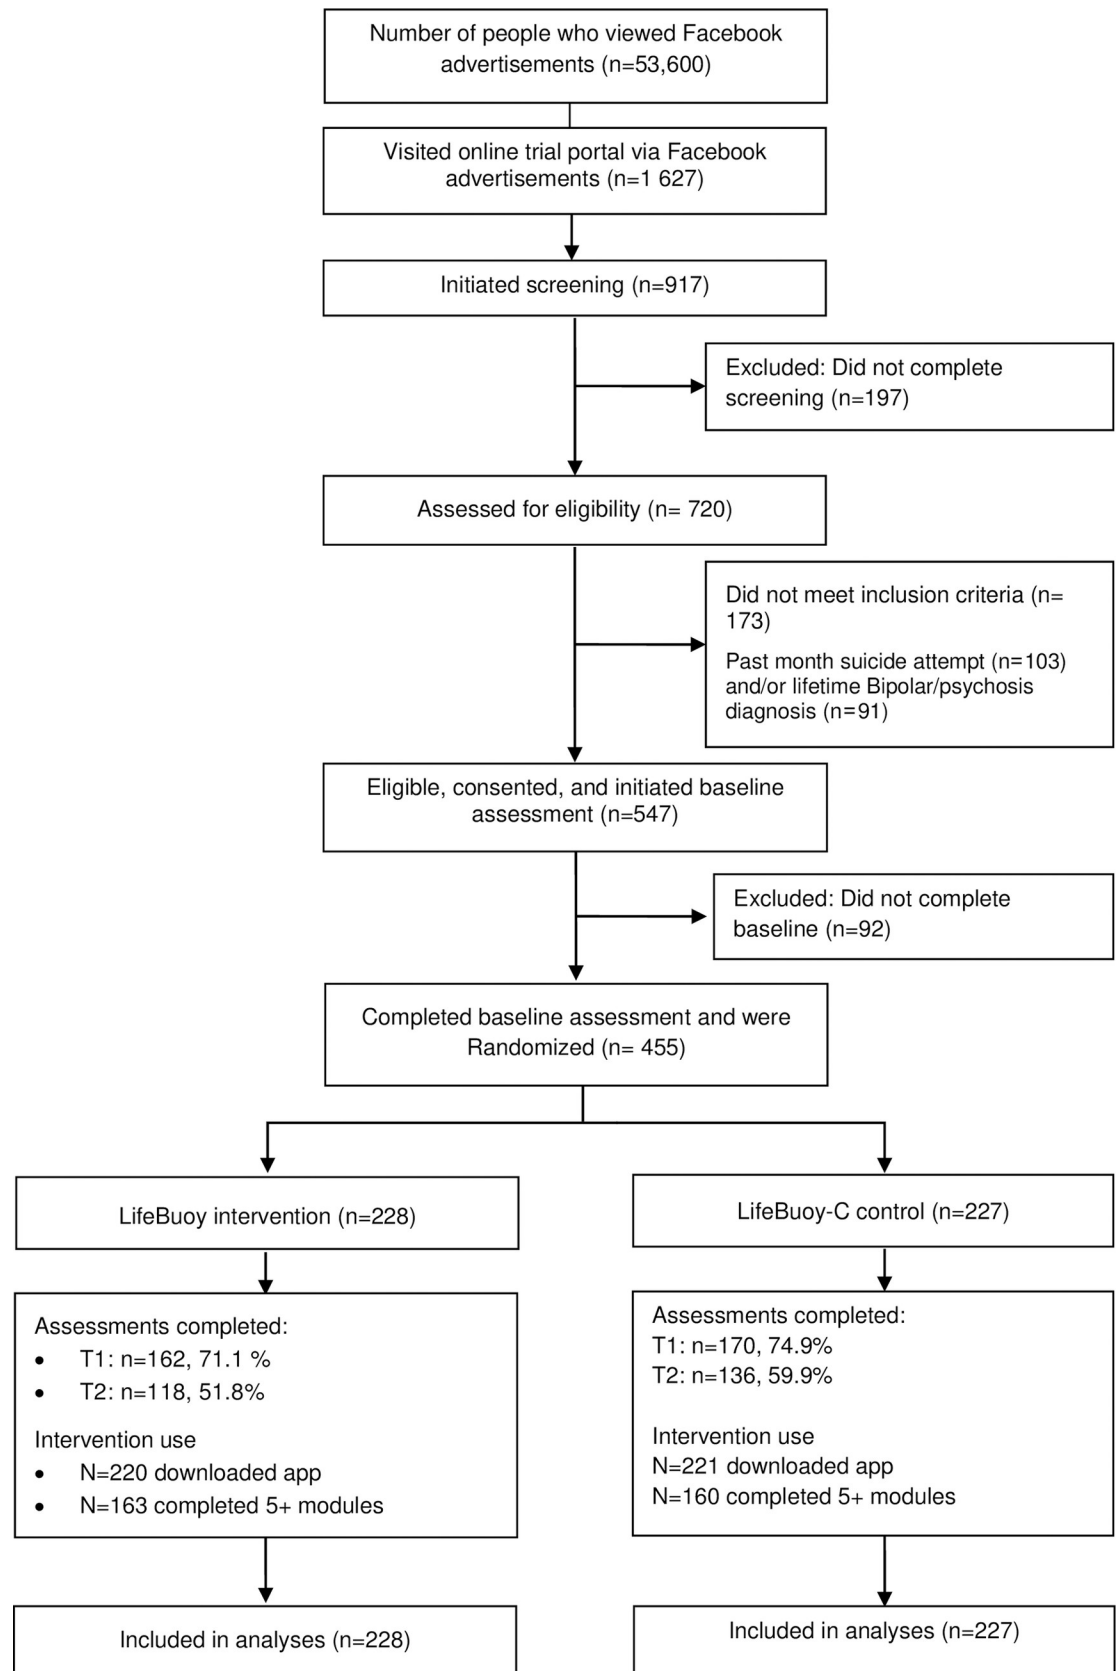 Number of people who viewed Facebook
advertisements (n=53,600)
Visited online trial portal via Facebook
advertisements (n=1 627)
Initiated screening (n=917)
Excluded: Did not complete
screening (n=197)
Assessed for eligibility (n= 720)
Did not meet inclusion criteria (n=
173)
Past month suicide attempt (n=103)
and/or lifetime Bipolar/psychosis
diagnosis (n=91)
Eligible, consented, and initiated baseline
assessment (n=547)
Excluded: Did not complete
baseline (n=92)
Completed baseline assessment and were
Randomized (n= 455)
LifeBuoy intervention (n=228)
LifeBuoy-C control (n=227)
Assessments completed:
• T1: n=162, 71.1 %
• T2: n=118, 51.8%
Intervention use
• N=220 downloaded app
• N=163 completed 5+ modules
Assessments completed:
T1: n=170, 74.9%
T2: n=136, 59.9%
Intervention use
N=221 downloaded app
N=160 completed 5+ modules
Included in analyses (n=228)
Included in analyses (n=227)